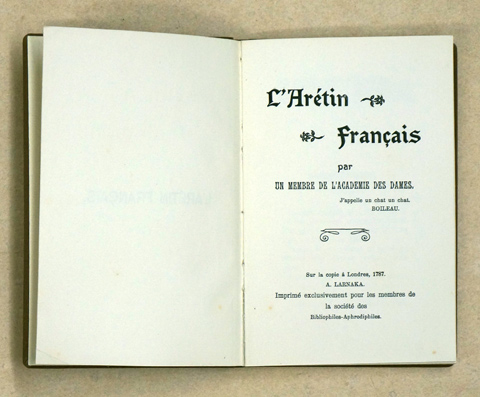 L'Arétin
Français
par
UN MEMBRE DE L'ACADEMIE DES DAMES.
J'appelle un chat un chat.
BOILEAU.
Sur la copie à Londres, 1787.
A. LARNAKA.
Imprimé exclusivement pour les membres de
la société des
Bibliophiles-Aphrodiphiles.